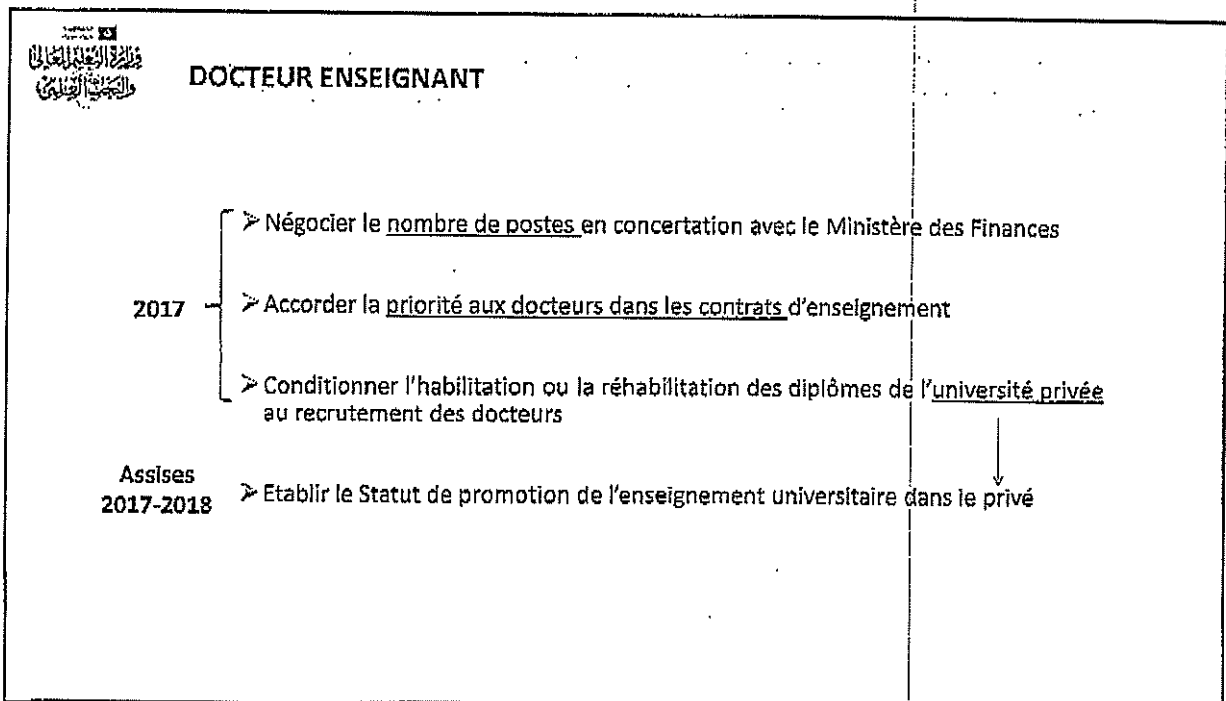 وزارة التعليم العالي
والبحث العلمي
DOCTEUR ENSEIGNANT
➢ Négocier le nombre de postes en concertation avec le Ministère des Finances
2017
➢ Accorder la priorité aux docteurs dans les contrats d'enseignement
➢ Conditionner l'habilitation ou la réhabilitation des diplômes de l'université privée
au recrutement des docteurs
Assises
2017-2018
➢ Etablir le Statut de promotion de l'enseignement universitaire dans le privé